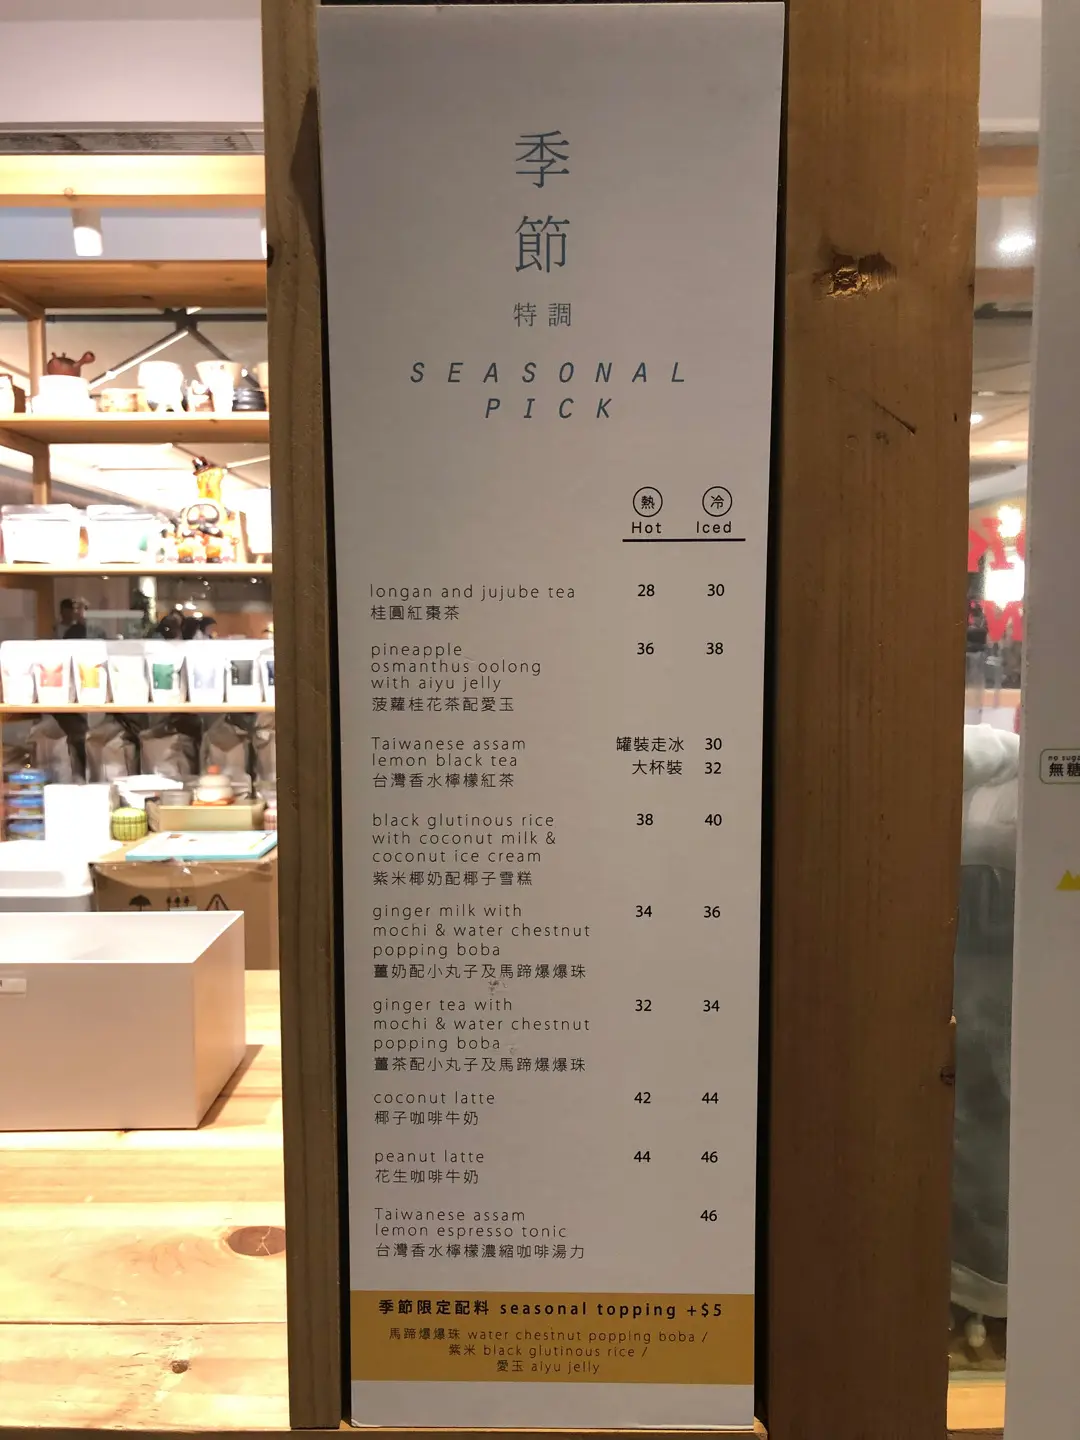 季
節
特調
SEASONAL
PICK
熱 冷
Hot Iced
longan and jujube tea 28 30
桂圓紅棗茶
pineapple 36 38
osmanthus oolong
with aiyu jelly
菠蘿桂花茶配愛玉
Taiwanese assam 罐裝走冰 30
lemon black tea 大杯裝 32
台灣香水檸檬紅茶
black glutinous rice 38 40
with coconut milk &
coconut ice cream
紫米椰奶配椰子雪糕
ginger milk with 34 36
mochi & water chestnut
popping boba
薑奶配小丸子及馬蹄爆爆珠
ginger tea with 32 34
mochi & water chestnut
popping boba
薑茶配小丸子及馬蹄爆爆珠
coconut latte 42 44
椰子咖啡牛奶
peanut latte 44 46
花生咖啡牛奶
Taiwanese assam 46
lemon espresso tonic
台灣香水檸檬濃縮咖啡湯力
季節限定配料 seasonal topping +$5
馬蹄爆爆珠 water chestnut popping boba /
紫米 black glutinous rice /
愛玉 aiyu jelly
無糖